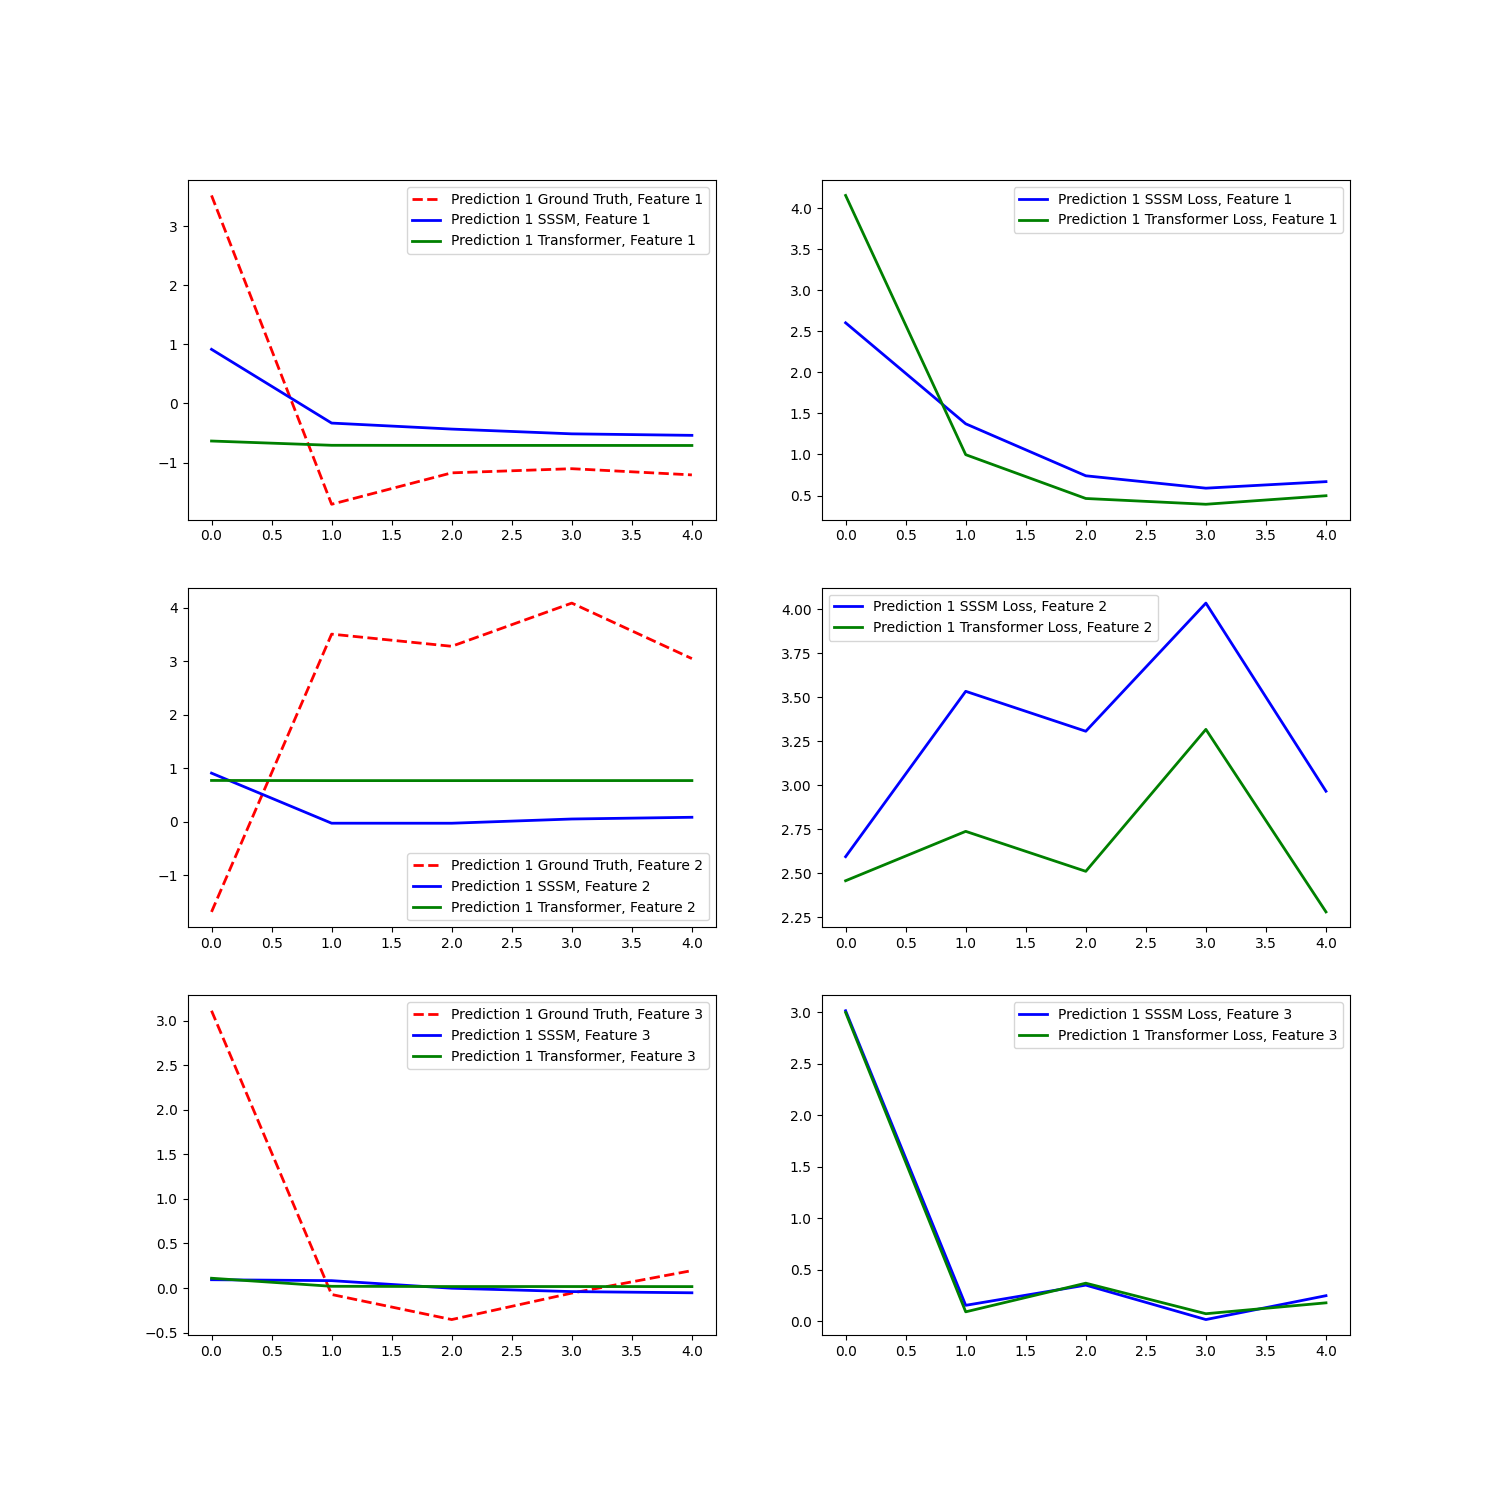 Prediction 1 Ground Truth, Feature 1
Prediction 1 SSSM, Feature 1
Prediction 1 Transformer, Feature 1
3
2
1
0
−1
0.0 0.5 1.0 1.5 2.0 2.5 3.0 3.5 4.0
Prediction 1 SSSM Loss, Feature 1
Prediction 1 Transformer Loss, Feature 1
4.0
3.5
3.0
2.5
2.0
1.5
1.0
0.5
0.0 0.5 1.0 1.5 2.0 2.5 3.0 3.5 4.0
4
3
2
1
0
−1
Prediction 1 Ground Truth, Feature 2
Prediction 1 SSSM, Feature 2
Prediction 1 Transformer, Feature 2
0.0 0.5 1.0 1.5 2.0 2.5 3.0 3.5 4.0
Prediction 1 SSSM Loss, Feature 2
Prediction 1 Transformer Loss, Feature 2
4.00
3.75
3.50
3.25
3.00
2.75
2.50
2.25
0.0 0.5 1.0 1.5 2.0 2.5 3.0 3.5 4.0
Prediction 1 Ground Truth, Feature 3
Prediction 1 SSSM, Feature 3
Prediction 1 Transformer, Feature 3
3.0
2.5
2.0
1.5
1.0
0.5
0.0
−0.5
0.0 0.5 1.0 1.5 2.0 2.5 3.0 3.5 4.0
Prediction 1 SSSM Loss, Feature 3
Prediction 1 Transformer Loss, Feature 3
3.0
2.5
2.0
1.5
1.0
0.5
0.0
0.0 0.5 1.0 1.5 2.0 2.5 3.0 3.5 4.0